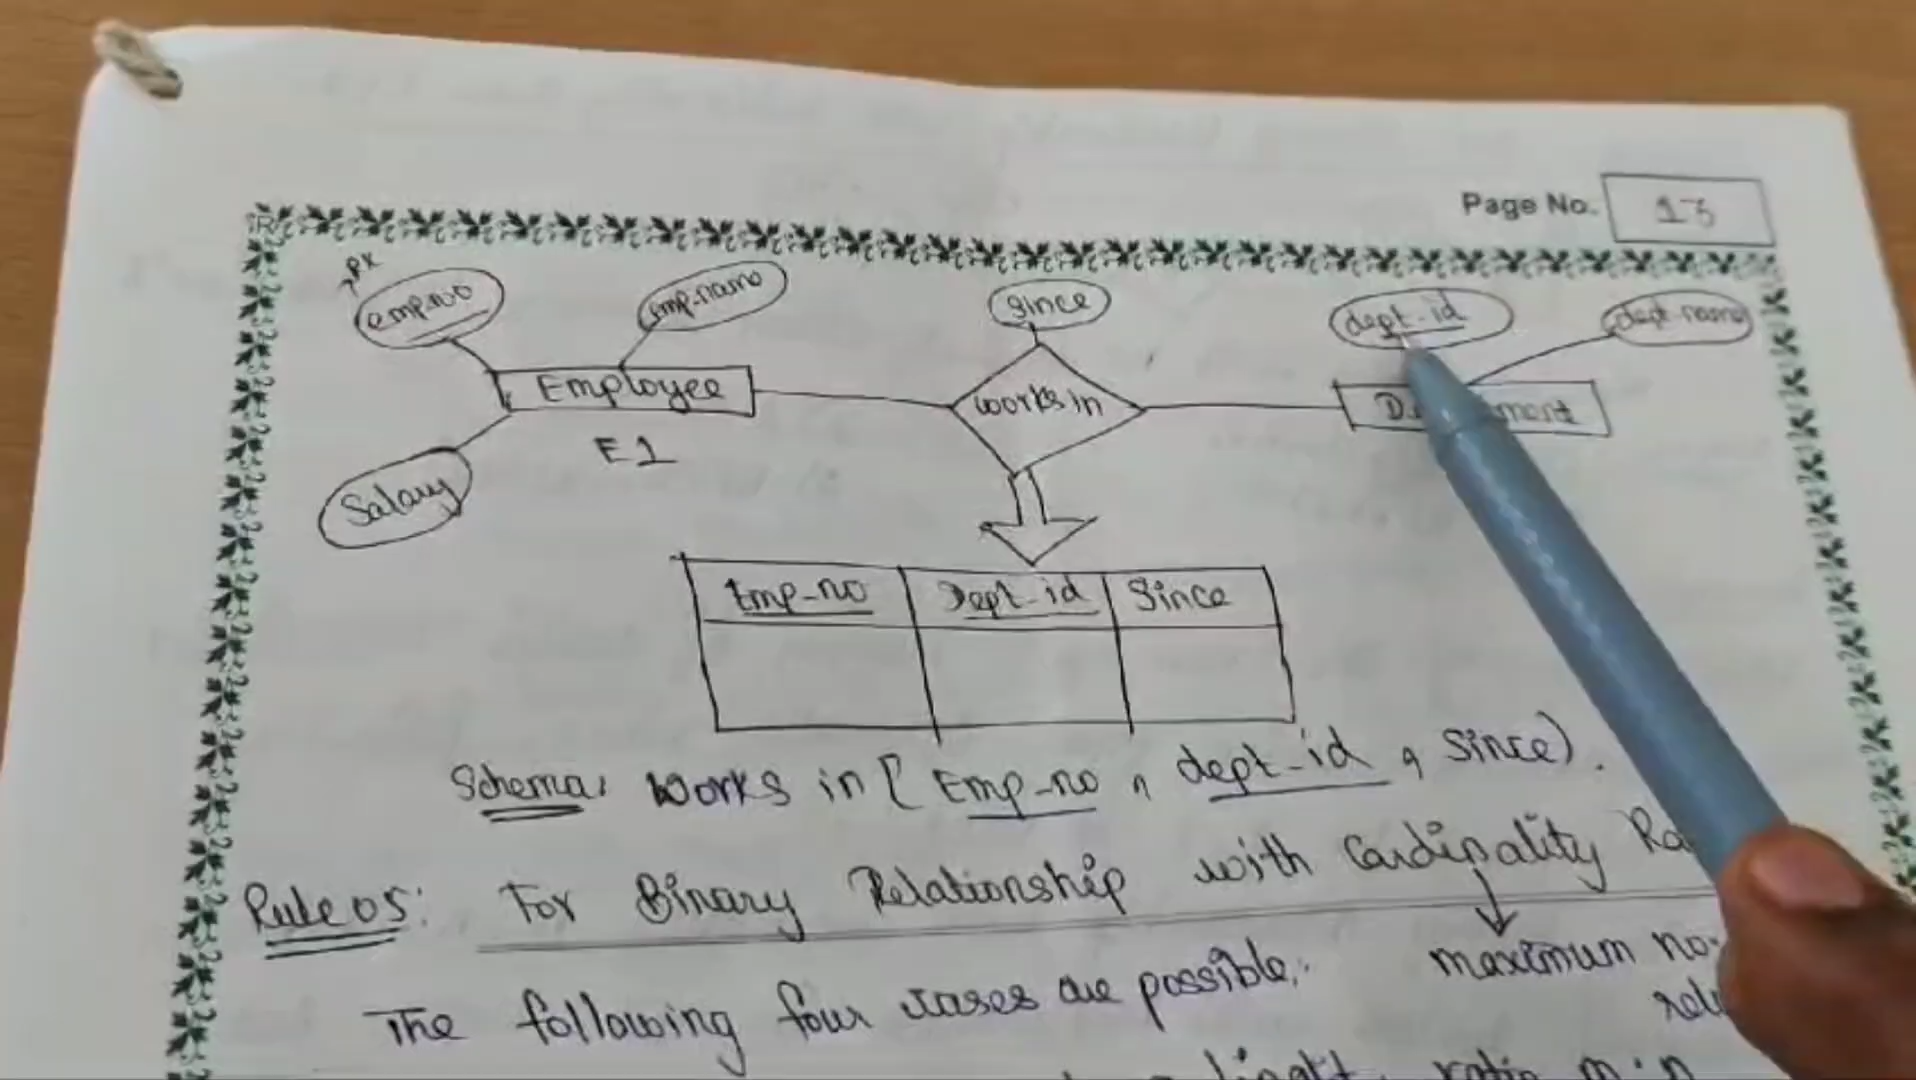 Page No. 13
PK
emp-no
emp-name
Since
dept-id
dept-name
Employee
works in
E1
Salary
Emp-no Dept-id Since
Schema: Works in [Emp-no, dept-id, Since).
Rule 05: For Binary Relationship with Cardinality
maximum no.
The following four cases are possible:
ratio m:n